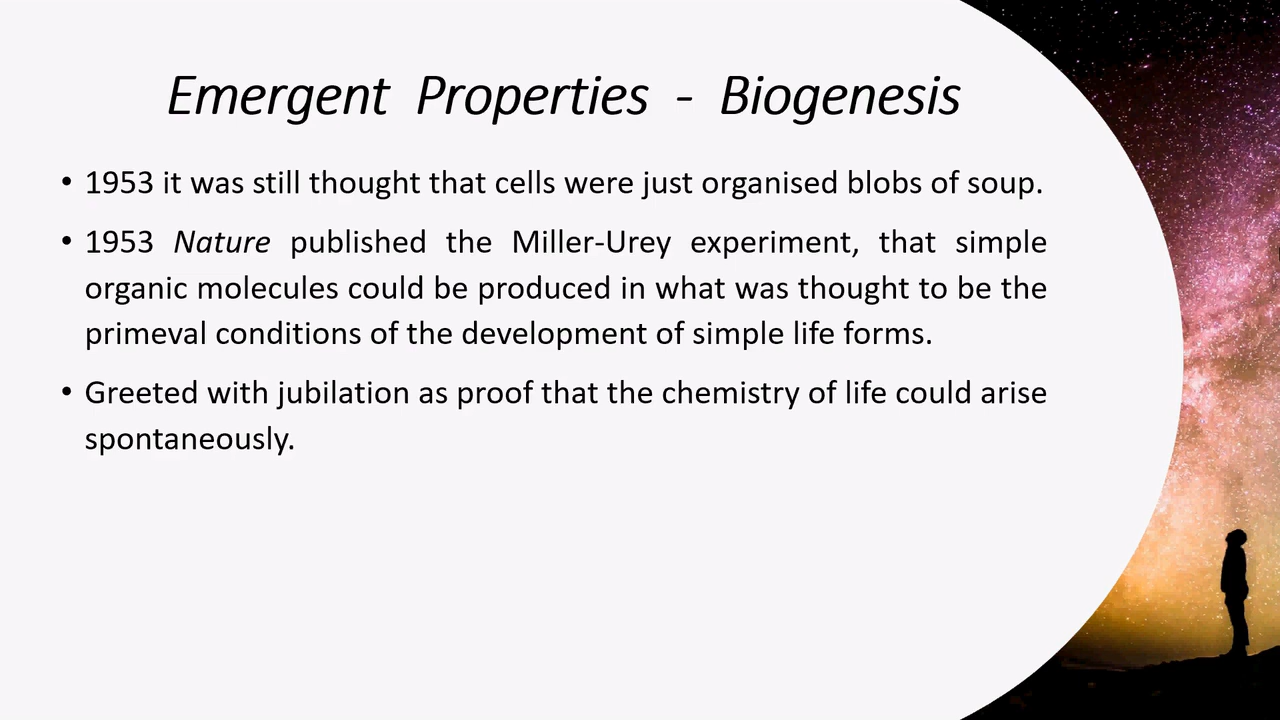 Emergent Properties - Biogenesis
• 1953 it was still thought that cells were just organised blobs of soup.
• 1953 Nature published the Miller-Urey experiment, that simple
organic molecules could be produced in what was thought to be the
primeval conditions of the development of simple life forms.
• Greeted with jubilation as proof that the chemistry of life could arise
spontaneously.